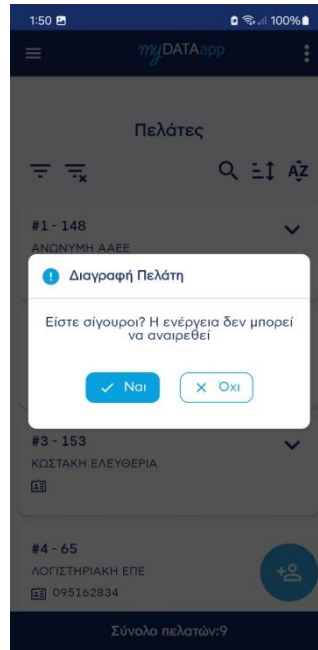 1:50 100%
myDATAapp
Πελάτες
AZ
#1 - 148
ΑΝΩΝΥΜΗ ΑΑΕΕ
Διαγραφή Πελάτη
Είστε σίγουροι? Η ενέργεια δεν μπορεί
να αναιρεθεί
Ναι Όχι
#3 - 153
ΚΩΣΤΑΚΗ ΕΛΕΥΘΕΡΙΑ
#4 - 65
ΛΟΓΙΣΤΗΡΙΑΚΗ ΕΠΕ
095162834
Σύνολο πελατών:9